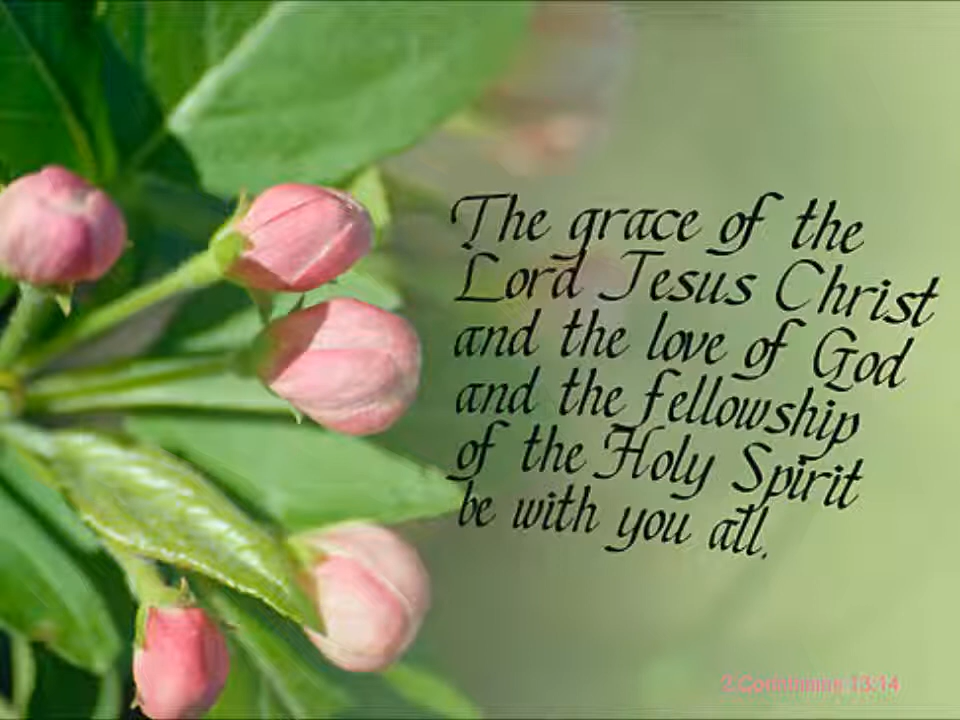 The grace of the
Lord Jesus Christ
and the love of God
and the fellowship
of the Holy Spirit
be with you all.
2 Corinthians 13:14